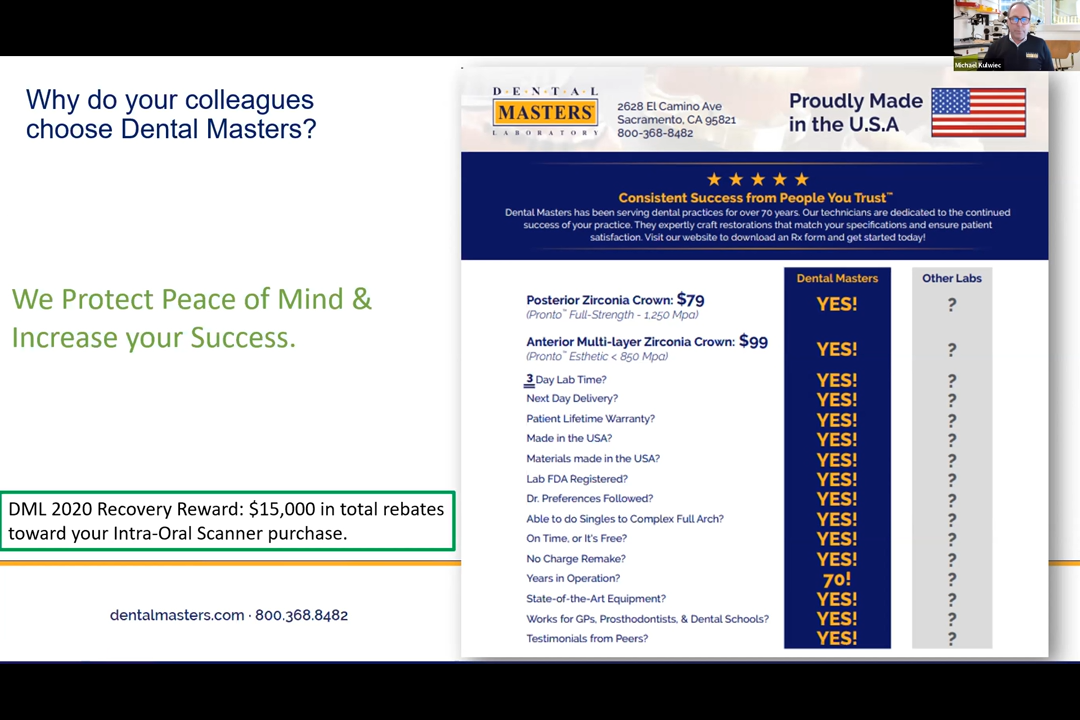 Michael Kulwiec
Why do your colleagues
choose Dental Masters?
We Protect Peace of Mind &
Increase your Success.
DML 2020 Recovery Reward: $15,000 in total rebates
toward your Intra-Oral Scanner purchase.
dentalmasters.com · 800.368.8482
D·E·N·T·A·L
MASTERS™
LABORATORY
2628 El Camino Ave
Sacramento, CA 95821
800-368-8482
Proudly Made
in the U.S.A
Consistent Success from People You Trust™
Dental Masters has been serving dental practices for over 70 years. Our technicians are dedicated to the continued
success of your practice. They expertly craft restorations that match your specifications and ensure patient
satisfaction. Visit our website to download an Rx form and get started today!
Dental Masters Other Labs
Posterior Zirconia Crown: $79 YES! ?
(Pronto™ Full-Strength - 1,250 Mpa)
Anterior Multi-layer Zirconia Crown: $99 YES! ?
(Pronto™ Esthetic < 850 Mpa)
3 Day Lab Time? YES! ?
Next Day Delivery? YES! ?
Patient Lifetime Warranty? YES! ?
Made in the USA? YES! ?
Materials made in the USA? YES! ?
Lab FDA Registered? YES! ?
Dr. Preferences Followed? YES! ?
Able to do Singles to Complex Full Arch? YES! ?
On Time, or It's Free? YES! ?
No Charge Remake? YES! ?
Years in Operation? 70! ?
State-of-the-Art Equipment? YES! ?
Works for GPs, Prosthodontists, & Dental Schools? YES! ?
Testimonials from Peers? YES! ?